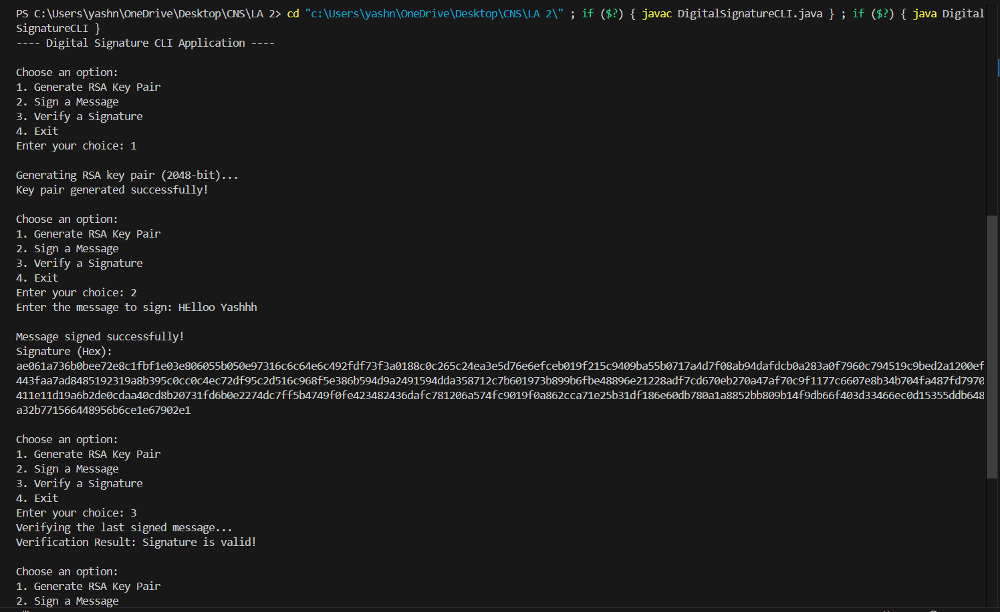 PS C:\Users\yashn\OneDrive\Desktop\CNS\LA 2> cd "c:\Users\yashn\OneDrive\Desktop\CNS\LA 2\" ; if ($?) { javac DigitalSignatureCLI.java } ; if ($?) { java Digital
SignatureCLI }
---- Digital Signature CLI Application ----
Choose an option:
1. Generate RSA Key Pair
2. Sign a Message
3. Verify a Signature
4. Exit
Enter your choice: 1
Generating RSA key pair (2048-bit)...
Key pair generated successfully!
Choose an option:
1. Generate RSA Key Pair
2. Sign a Message
3. Verify a Signature
4. Exit
Enter your choice: 2
Enter the message to sign: HElloo Yashhh
Message signed successfully!
Signature (Hex):
ae061a736b0bee72e8c1fbf1e03e806055b050e97316c6c64e6c492fdf73f3a0188c0c265c24ea3e5d76e6efceb019f215c9409ba55b0717a4d7f08ab94dafdcb0a283a0f7960c794519c9bed2a1200ef
443faa7ad8485192319a8b395c0cc0c4ec72df95c2d516c968f5e386b594d9a2491594dda358712c7b601973b899b6fbe48896e21228adf7cd670eb270a47af70c9f1177c6607e8b34b704fa487fd7970
411e11d19a6b2de0cdaa40cd8b20731fd6b0e2274dc7ff5b4749f0fe423482436dafc781206a574fc9019f0a862cca71e25b31df186e60db780a1a8852bb809b14f9db66f403d33466ec0d15355ddb648
a32b771566448956b6ce1e67902e1
Choose an option:
1. Generate RSA Key Pair
2. Sign a Message
3. Verify a Signature
4. Exit
Enter your choice: 3
Verifying the last signed message...
Verification Result: Signature is valid!
Choose an option:
1. Generate RSA Key Pair
2. Sign a Message